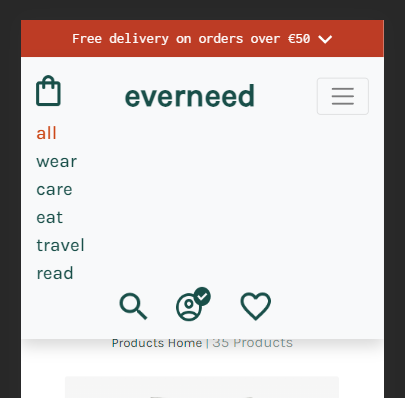 Free delivery on orders over €50
everneed
all
wear
care
eat
travel
read
Products Home | 35 Products